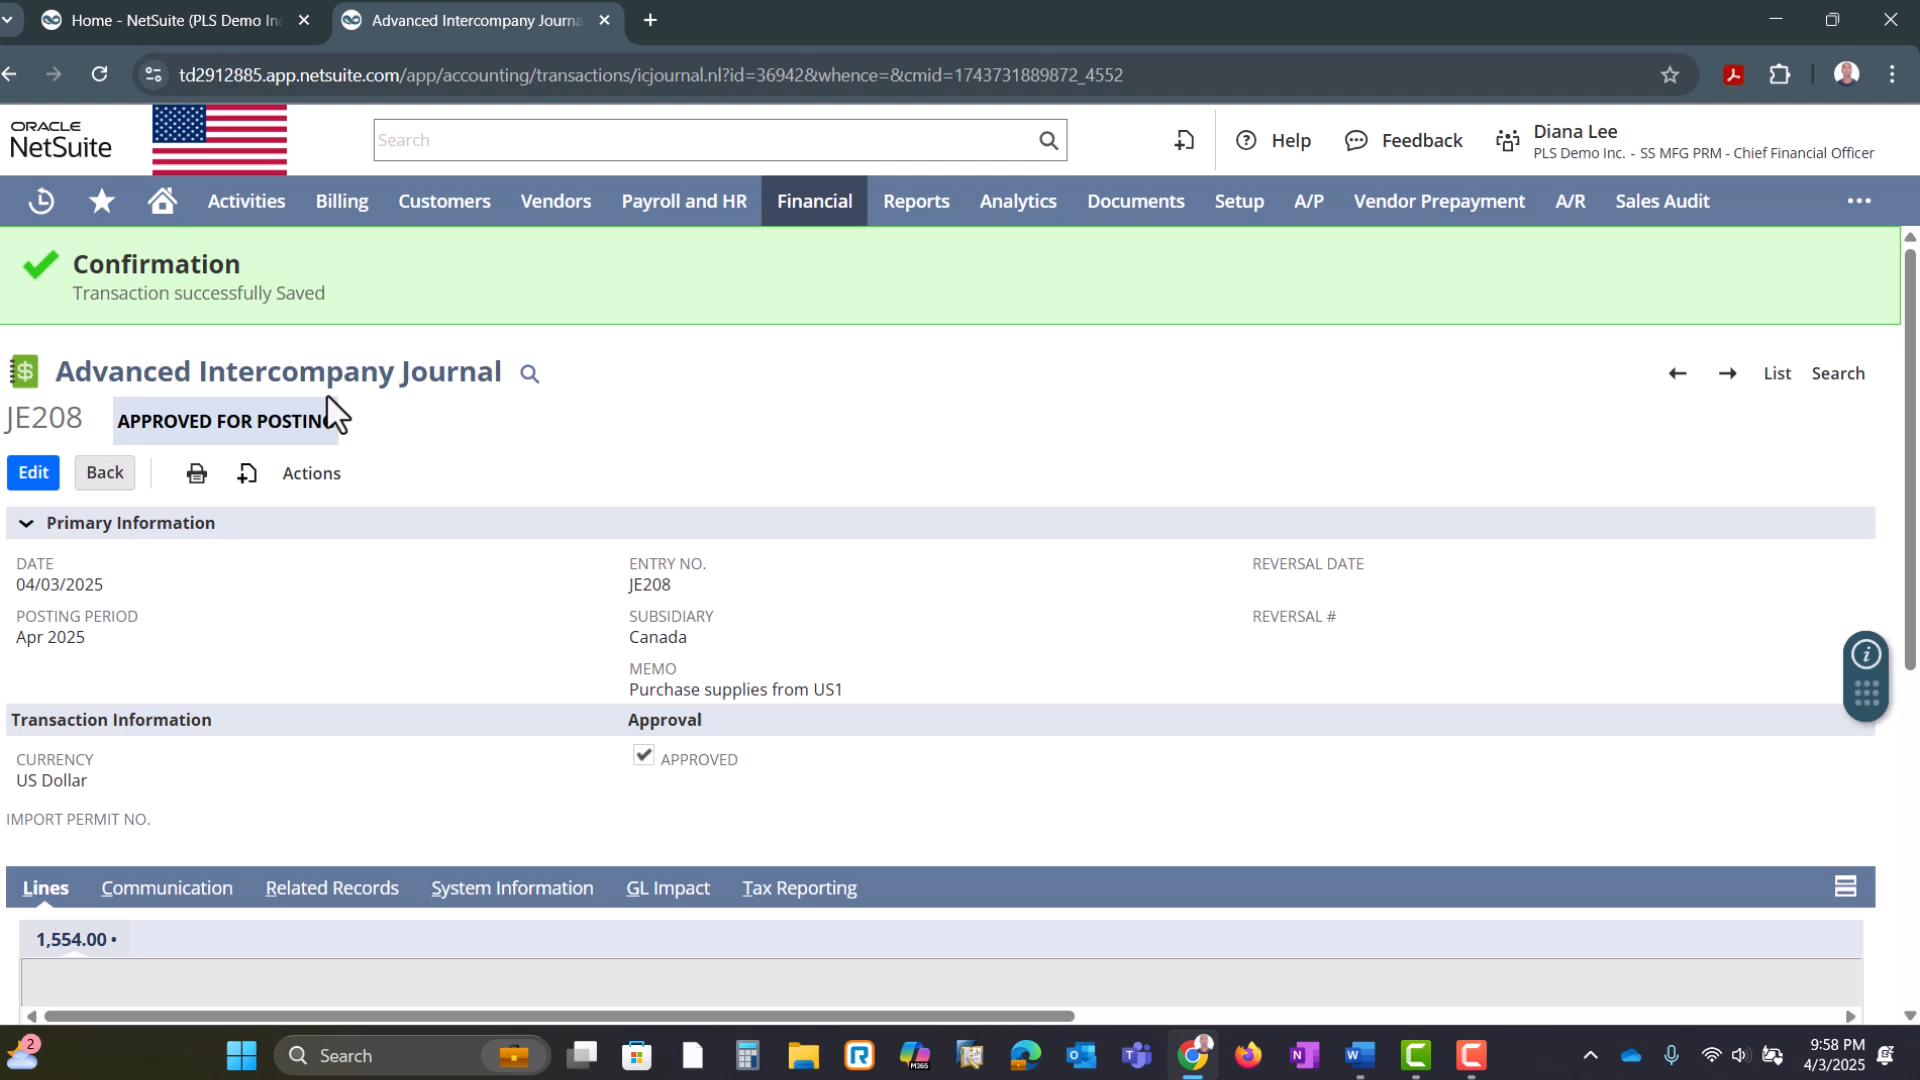 Home - NetSuite (PLS Demo In
Advanced Intercompany Journa
td2912885.app.netsuite.com/app/accounting/transactions/icjournal.nl?id=36942&whence=&cmid=1743731889872_4552
ORACLE
NetSuite
Search
Help
Feedback
Diana Lee
PLS Demo Inc. - SS MFG PRM - Chief Financial Officer
Activities Billing Customers Vendors Payroll and HR Financial Reports Analytics Documents Setup A/P Vendor Prepayment A/R Sales Audit
Confirmation
Transaction successfully Saved
Advanced Intercompany Journal
List Search
JE208 APPROVED FOR POSTING
Edit Back Actions
Primary Information
DATE
04/03/2025
POSTING PERIOD
Apr 2025
ENTRY NO.
JE208
SUBSIDIARY
Canada
MEMO
Purchase supplies from US1
REVERSAL DATE
REVERSAL #
Transaction Information
CURRENCY
US Dollar
IMPORT PERMIT NO.
Approval
APPROVED
Lines Communication Related Records System Information GL Impact Tax Reporting
1,554.00 •
2
Search
M365
9:58 PM
4/3/2025